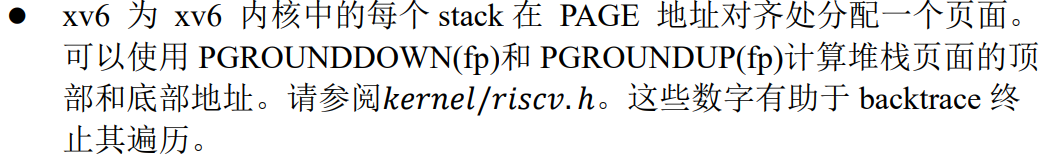 ● xv6 为 xv6 内核中的每个 stack 在 PAGE 地址对齐处分配一个页面。
可以使用 PGROUNDDOWN(fp)和 PGROUNDUP(fp)计算堆栈页面的顶
部和底部地址。请参阅kernel/riscv.h。这些数字有助于 backtrace 终
止其遍历。